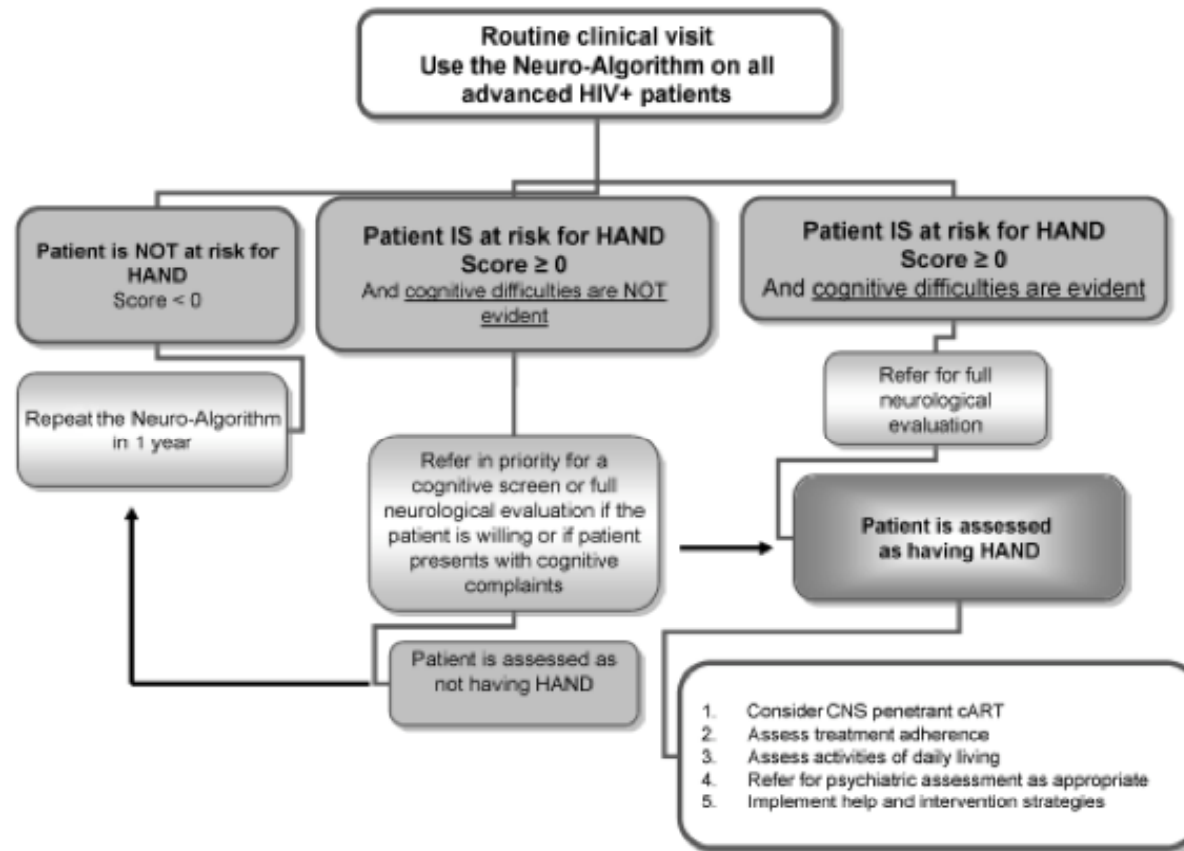 Routine clinical visit
Use the Neuro-Algorithm on all
advanced HIV+ patients
Patient is NOT at risk for
HAND
Score < 0
Patient IS at risk for HAND
Score ≥ 0
And cognitive difficulties are NOT
evident
Patient IS at risk for HAND
Score ≥ 0
And cognitive difficulties are evident
Repeat the Neuro-Algorithm
in 1 year
Refer in priority for a
cognitive screen or full
neurological evaluation if the
patient is willing or if patient
presents with cognitive
complaints
Refer for full
neurological
evaluation
Patient is assessed
as having HAND
Patient is assessed as
not having HAND
1. Consider CNS penetrant cART
2. Assess treatment adherence
3. Assess activities of daily living
4. Refer for psychiatric assessment as appropriate
5. Implement help and intervention strategies